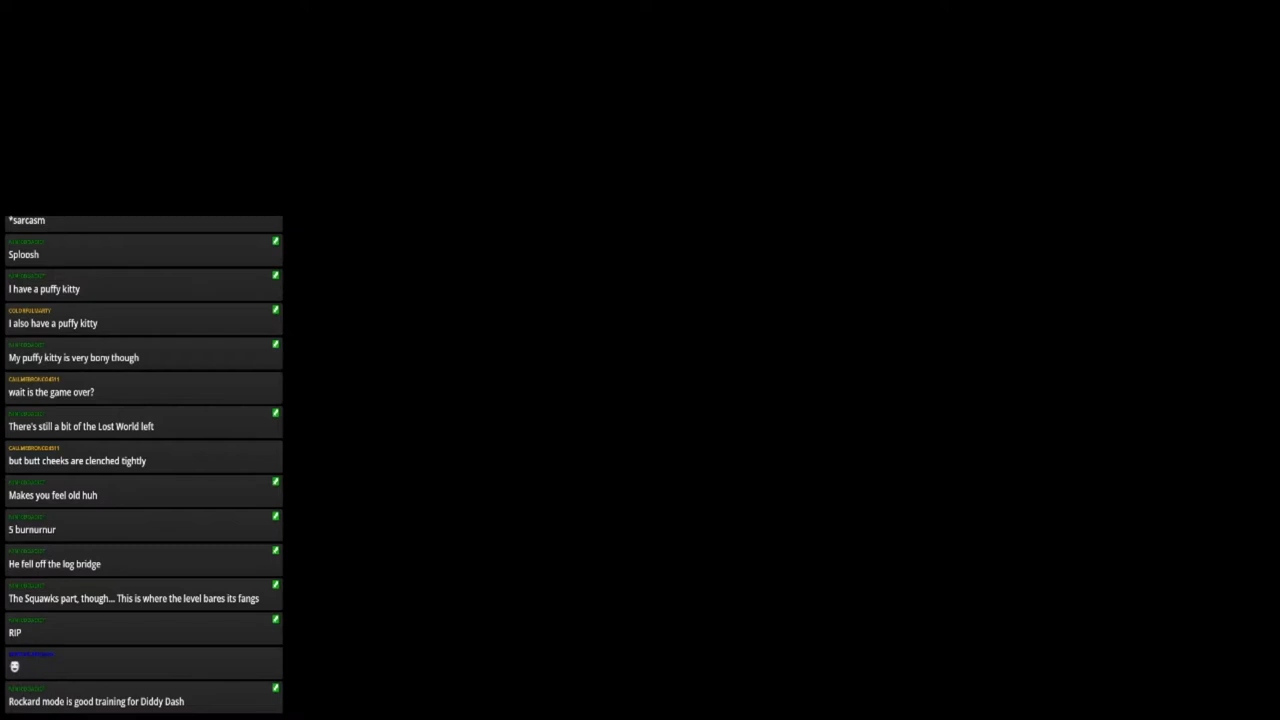 *sarcasm
Sploosh
I have a puffy kitty
COLORFULGARTY
I also have a puffy kitty
My puffy kitty is very bony though
wait is the game over?
There's still a bit of the Lost World left
but butt cheeks are clenched tightly
Makes you feel old huh
5 burnurnur
He fell off the log bridge
The Squawks part, though... This is where the level bares its fangs
RIP
Rockard mode is good training for Diddy Dash